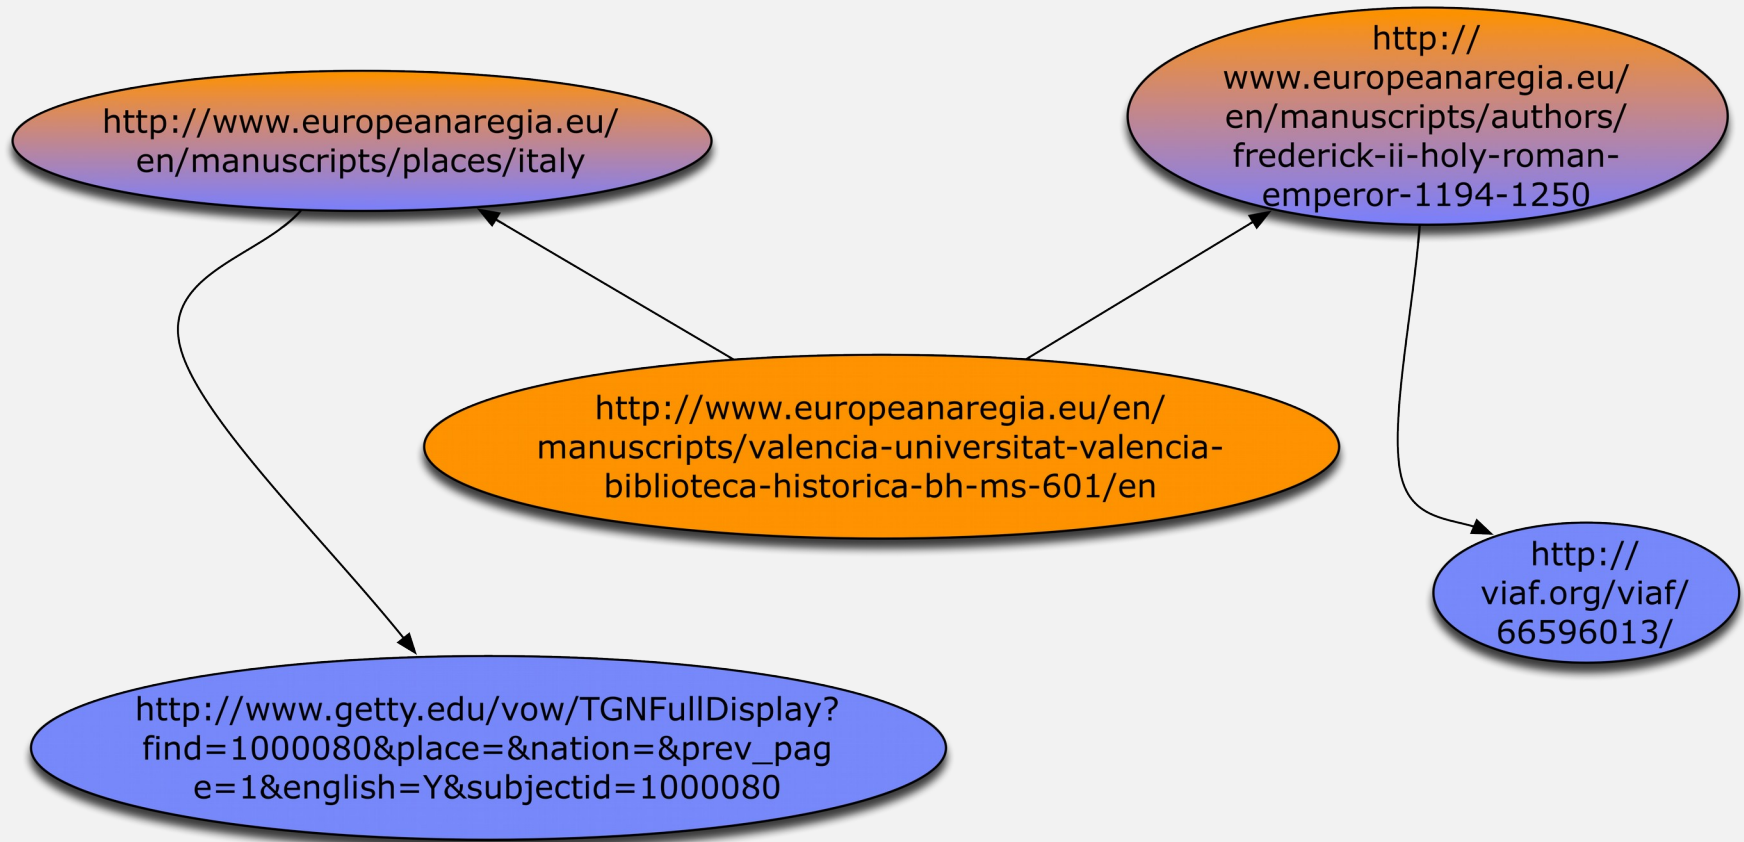 http://www.europeanaregia.eu/
en/manuscripts/places/italy
http://
www.europeanaregia.eu/
en/manuscripts/authors/
frederick-ii-holy-roman-
emperor-1194-1250
http://www.europeanaregia.eu/en/
manuscripts/valencia-universitat-valencia-
biblioteca-historica-bh-ms-601/en
http://
viaf.org/viaf/
66596013/
http://www.getty.edu/vow/TGNFullDisplay?
find=1000080&place=&nation=&prev_pag
e=1&english=Y&subjectid=1000080